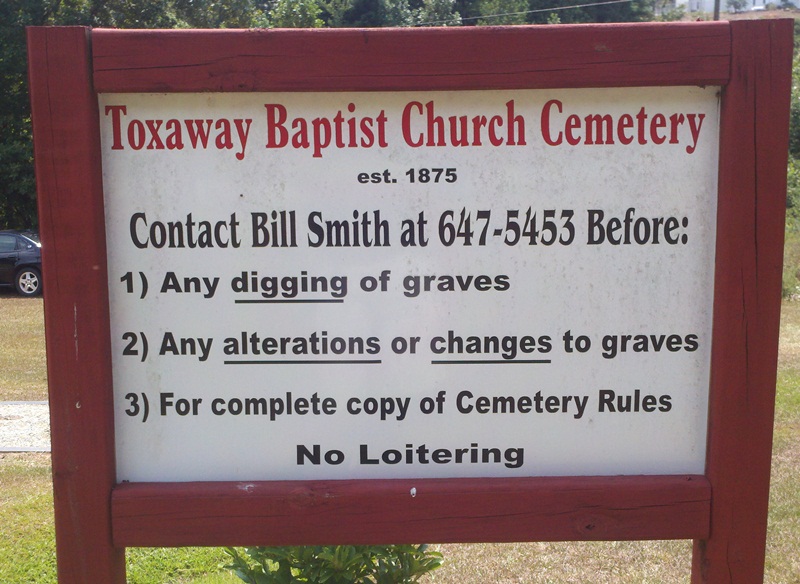 Toxaway Baptist Church Cemetery
est. 1875
Contact Bill Smith at 647-5453 Before:
1) Any digging of graves
2) Any alterations or changes to graves
3) For complete copy of Cemetery Rules
No Loitering